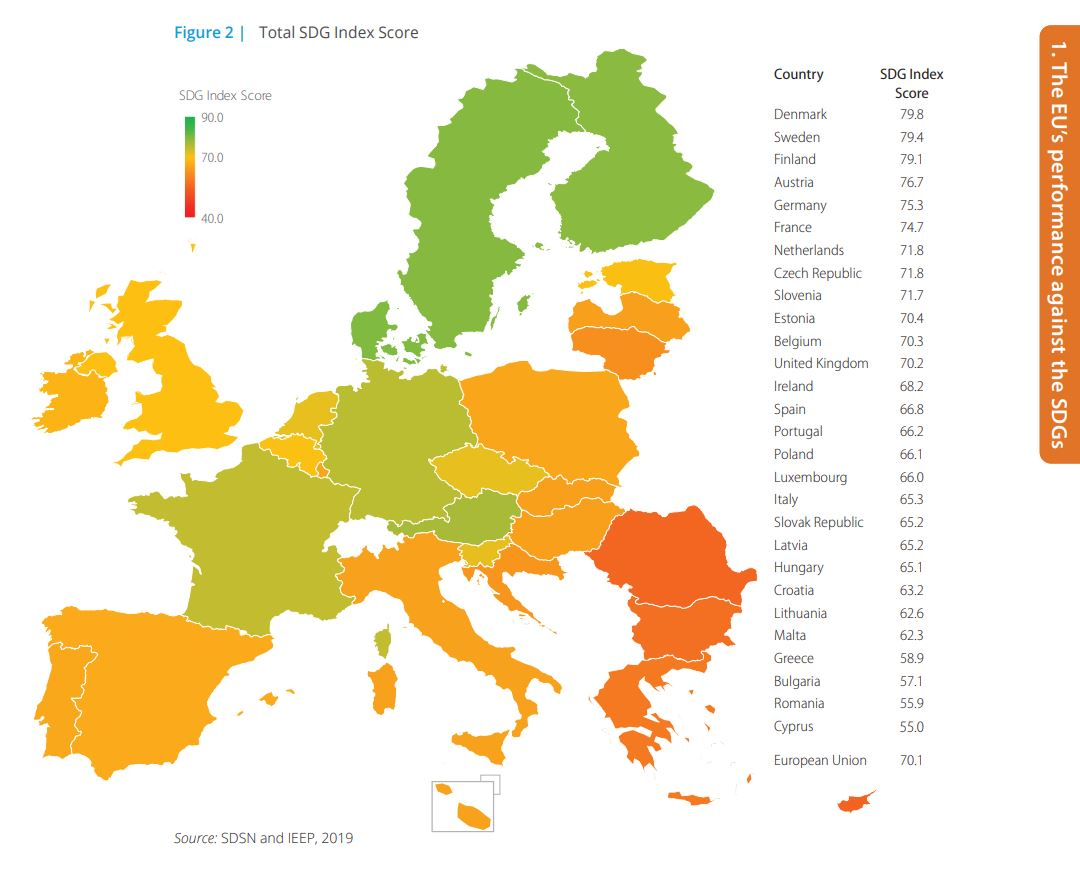 Figure 2 | Total SDG Index Score
SDG Index Score
90.0
70.0
40.0
Country SDG Index
Score
Denmark 79.8
Sweden 79.4
Finland 79.1
Austria 76.7
Germany 75.3
France 74.7
Netherlands 71.8
Czech Republic 71.8
Slovenia 71.7
Estonia 70.4
Belgium 70.3
United Kingdom 70.2
Ireland 68.2
Spain 66.8
Portugal 66.2
Poland 66.1
Luxembourg 66.0
Italy 65.3
Slovak Republic 65.2
Latvia 65.2
Hungary 65.1
Croatia 63.2
Lithuania 62.6
Malta 62.3
Greece 58.9
Bulgaria 57.1
Romania 55.9
Cyprus 55.0
European Union 70.1
Source: SDSN and IEEP, 2019
1. The EU's performance against the SDGs